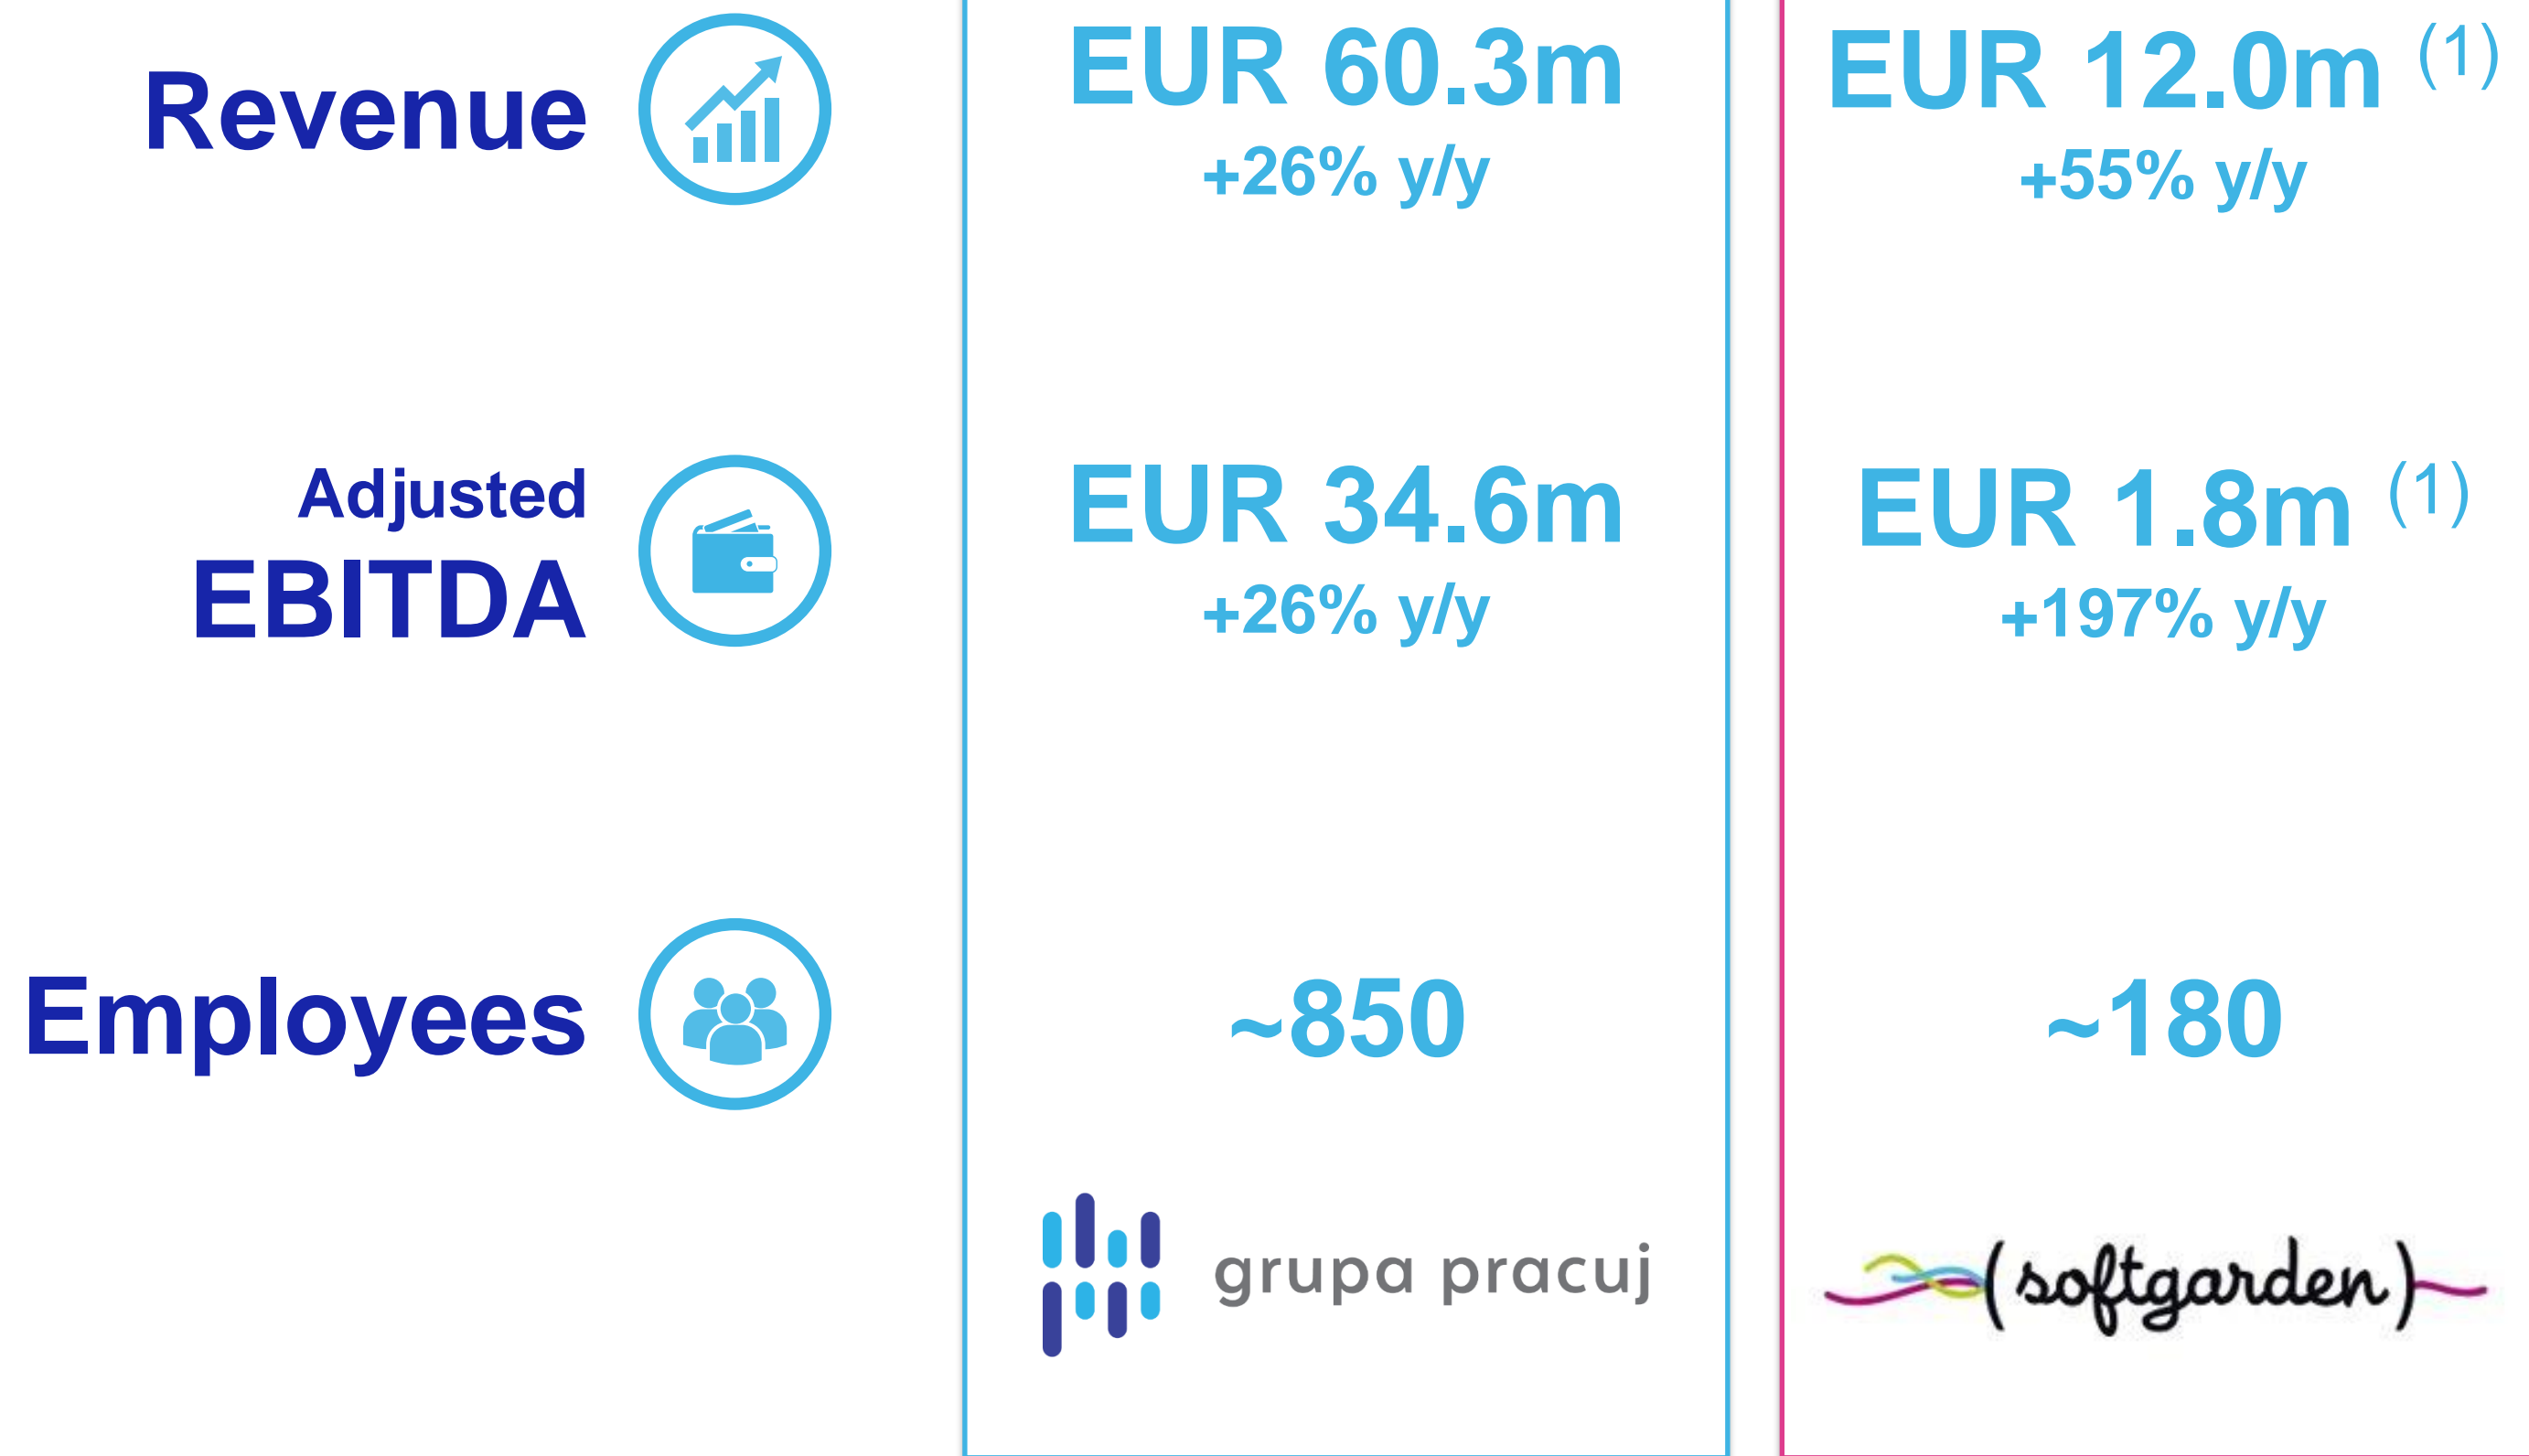 Revenue
EUR 60.3m
+26% y/y
EUR 12.0m (1)
+55% y/y
Adjusted
EBITDA
EUR 34.6m
+26% y/y
EUR 1.8m (1)
+197% y/y
Employees
~850
~180
grupa pracuj
(softgarden)